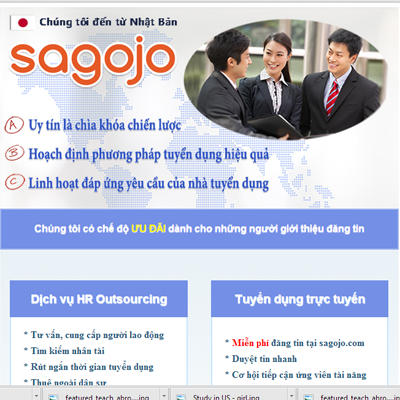 Chúng tôi đến từ Nhật Bản
sagojo
A Uy tín là chìa khóa chiến lược
B Hoạch định phương pháp tuyển dụng hiệu quả
C Linh hoạt đáp ứng yêu cầu của nhà tuyển dụng
Chúng tôi có chế độ ƯU ĐÃI dành cho những người giới thiệu đăng tin
Dịch vụ HR Outsourcing
* Tư vấn, cung cấp người lao động
* Tìm kiếm nhân tài
* Rút ngắn thời gian tuyển dụng
* Thuê ngoài dân sự
Tuyển dụng trực tuyến
* Miễn phí đăng tin tại sagojo.com
* Duyệt tin nhanh
* Cơ hội tiếp cận ứng viên tài năng
featured_teach_abro....jpg
Study in US - girl.jpg
featured_teach_abro....jpg